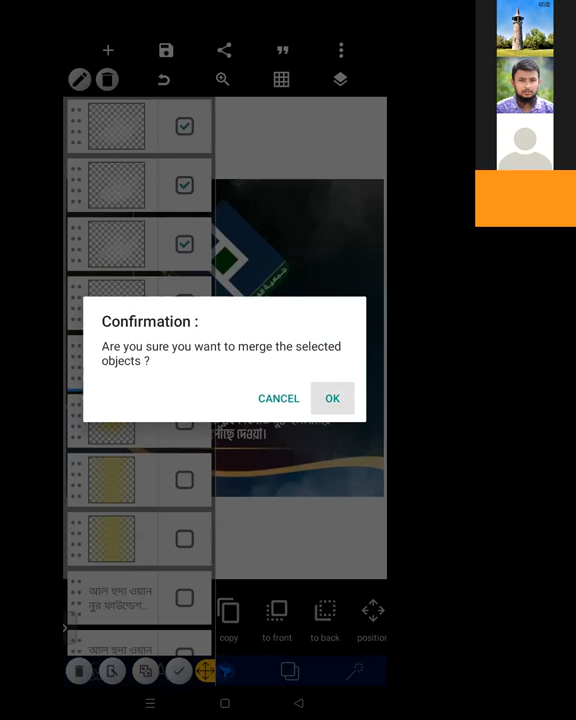 Confirmation :
Are you sure you want to merge the selected
objects ?
CANCEL
OK
পৌঁছে দেওয়া।
আল হুদা ওয়ান
নুর ফাউন্ডেশ..
আল হুদা ওয়ান
copy
to front
to back
position